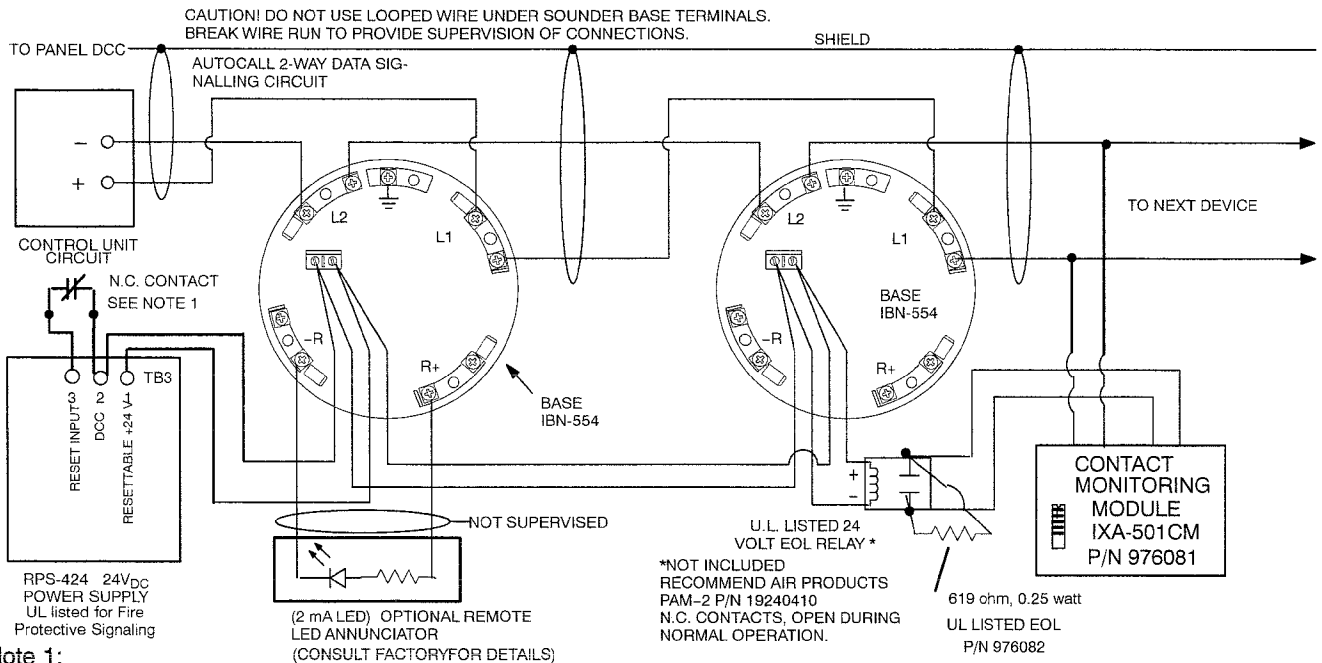 CAUTION! DO NOT USE LOOPED WIRE UNDER SOUNDER BASE TERMINALS.
BREAK WIRE RUN TO PROVIDE SUPERVISION OF CONNECTIONS.
TO PANEL DCC
SHIELD
AUTOCALL 2-WAY DATA SIG-
NALLING CIRCUIT
−
+
CONTROL UNIT
CIRCUIT
L2
L1
L2
L1
TO NEXT DEVICE
N.C. CONTACT
SEE NOTE 1
BASE
IBN-554
−R
R+
−R
R+
3 2 1 TB3
RESET INPUT
DCC
RESETTABLE +24 V
BASE
IBN-554
+
−
CONTACT
MONITORING
MODULE
IXA-501CM
P/N 976081
NOT SUPERVISED
U.L. LISTED 24
VOLT EOL RELAY *
*NOT INCLUDED
RECOMMEND AIR PRODUCTS
PAM-2 P/N 19240410
N.C. CONTACTS, OPEN DURING
NORMAL OPERATION.
RPS-424 24VDC
POWER SUPPLY
UL listed for Fire
Protective Signaling
(2 mA LED) OPTIONAL REMOTE
LED ANNUNCIATOR
(CONSULT FACTORYFOR DETAILS)
619 ohm, 0.25 watt
UL LISTED EOL
P/N 976082
Note 1: